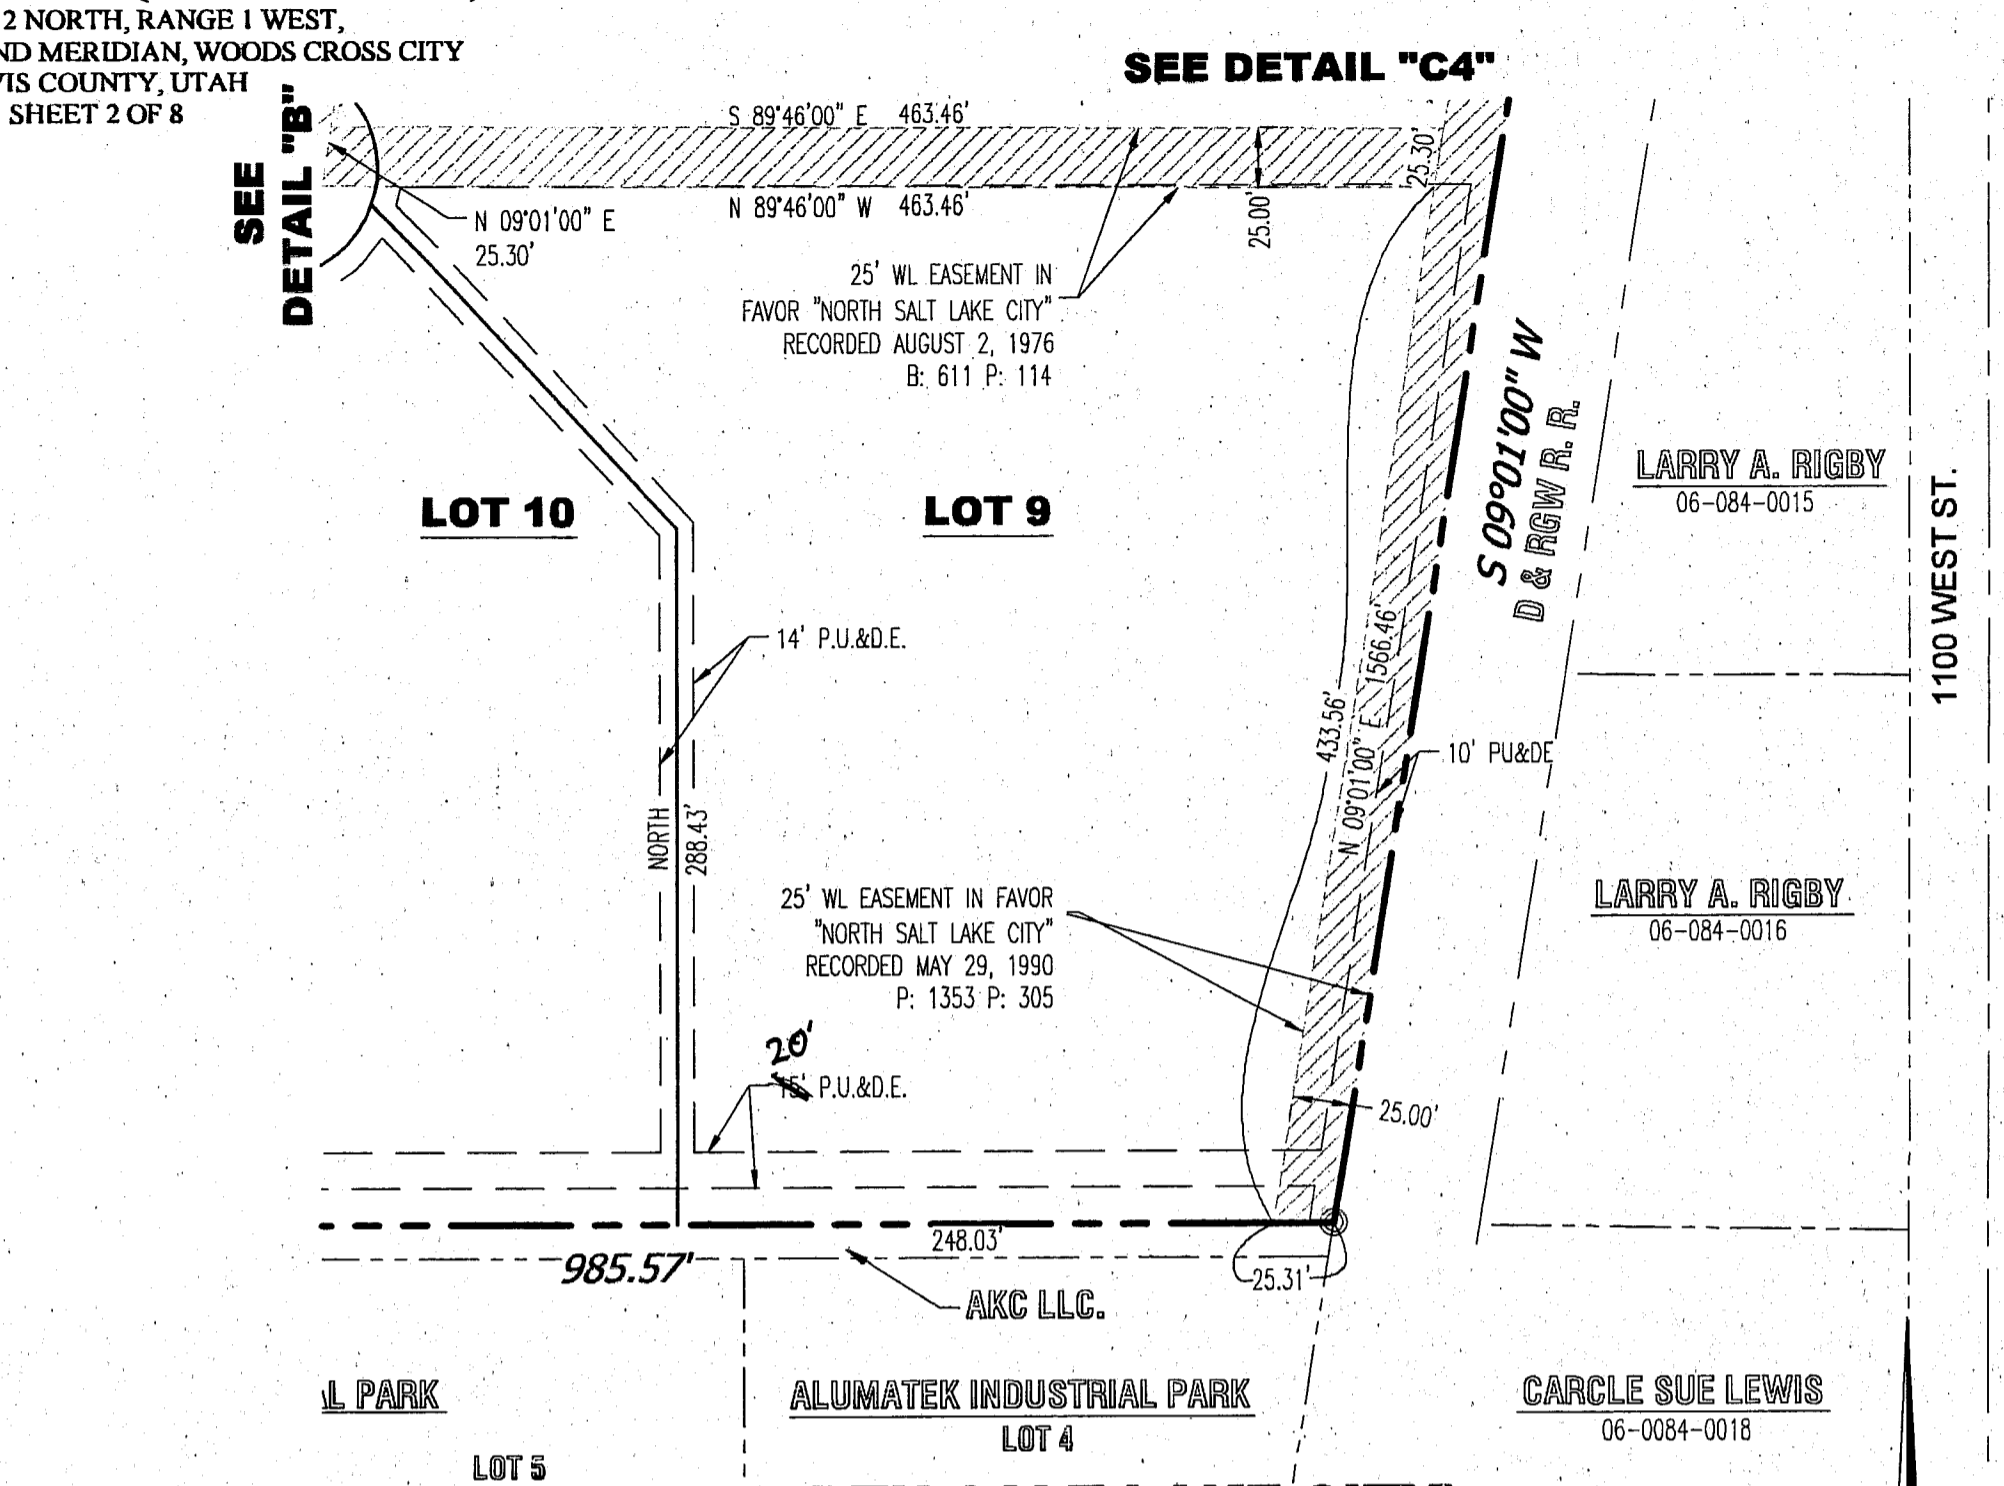 2 NORTH, RANGE 1 WEST,
ND MERIDIAN, WOODS CROSS CITY
VIS COUNTY, UTAH
SHEET 2 OF 8
SEE DETAIL "C4"
SEE
DETAIL "B"
S 89°46'00" E 463.46'
N 89°46'00" W 463.46'
N 09°01'00" E
25.30'
25.00'
25.30'
25' WL EASEMENT IN
FAVOR "NORTH SALT LAKE CITY"
RECORDED AUGUST 2, 1976
B: 611 P: 114
S 09°01'00" W
D & RGW R. R.
LARRY A. RIGBY
06-084-0015
1100 WEST ST.
LOT 10
LOT 9
14' P.U.&D.E.
NORTH
288.43'
433.56'
N 09°01'00" E 1566.46'
10' PU&DE
25' WL EASEMENT IN FAVOR
"NORTH SALT LAKE CITY"
RECORDED MAY 29, 1990
P: 1353 P: 305
LARRY A. RIGBY
06-084-0016
20'
15' P.U.&D.E.
25.00'
248.03'
985.57'
25.31'
AKC LLC.
L PARK
LOT 5
ALUMATEK INDUSTRIAL PARK
LOT 4
CARCLE SUE LEWIS
06-0084-0018